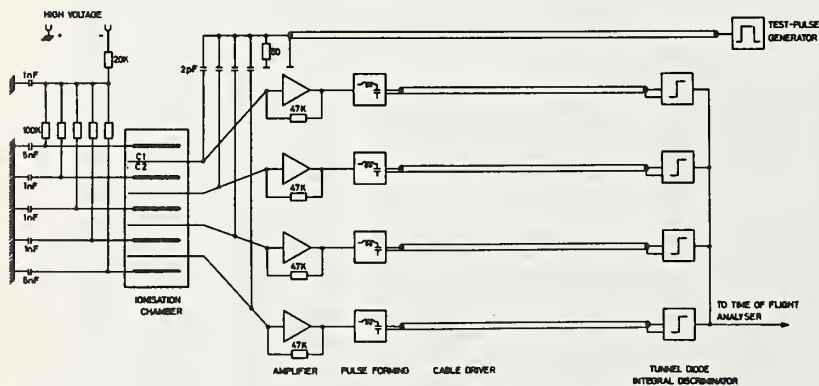 HIGH VOLTAGE
+
-
20K
1nF
100K
5nF
1nF
1nF
1nF
5nF
C1
C2
IONISATION
CHAMBER
2pF
50
47K
47K
47K
47K
AMPLIFIER
PULSE FORMING
CABLE DRIVER
TEST-PULSE
GENERATOR
TO TIME OF FLIGHT
ANALYSER
TUNNEL DIODE
INTEGRAL DISCRIMINATOR